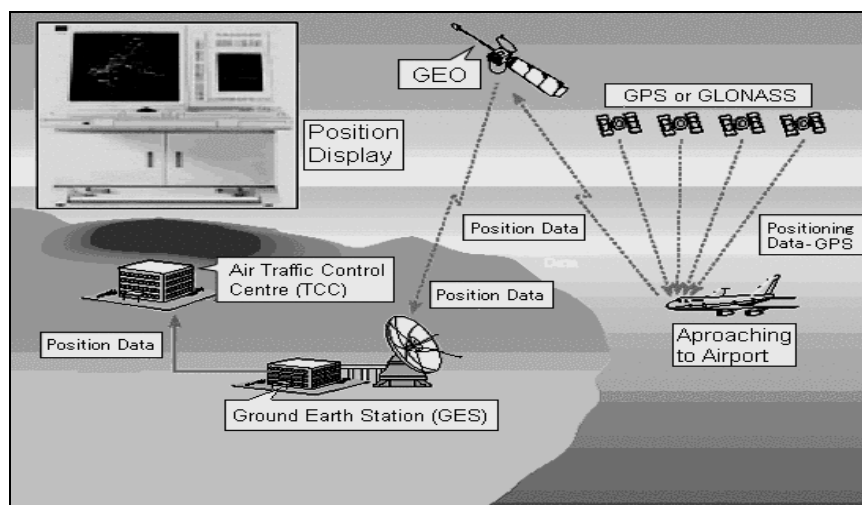 GEO
GPS or GLONASS
Position
Display
Position Data
Positioning
Data-GPS
Air Traffic Control
Centre (TCC)
Position Data
Position Data
Aproaching
to Airport
Ground Earth Station (GES)